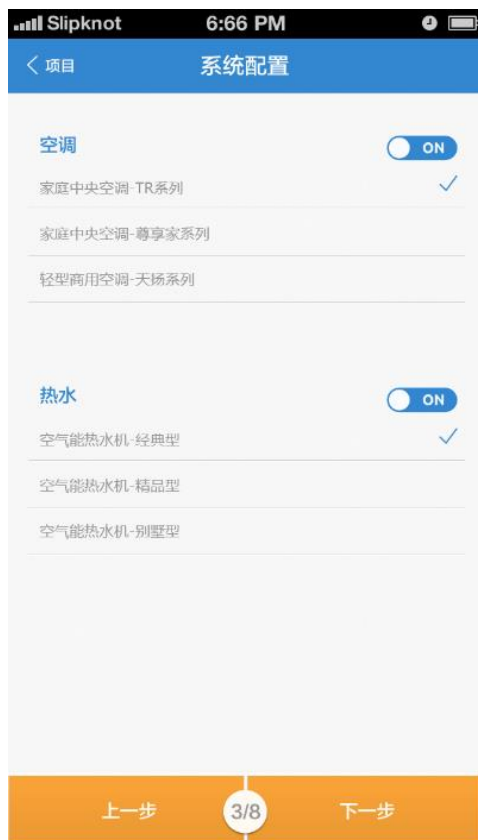 Slipknot 6:66 PM
项目 系统配置
空调 ON
家庭中央空调-TR系列
家庭中央空调-尊享家系列
轻型商用空调-天扬系列
热水 ON
空气能热水机-经典型
空气能热水机-精品型
空气能热水机-别墅型
上一步 3/8 下一步